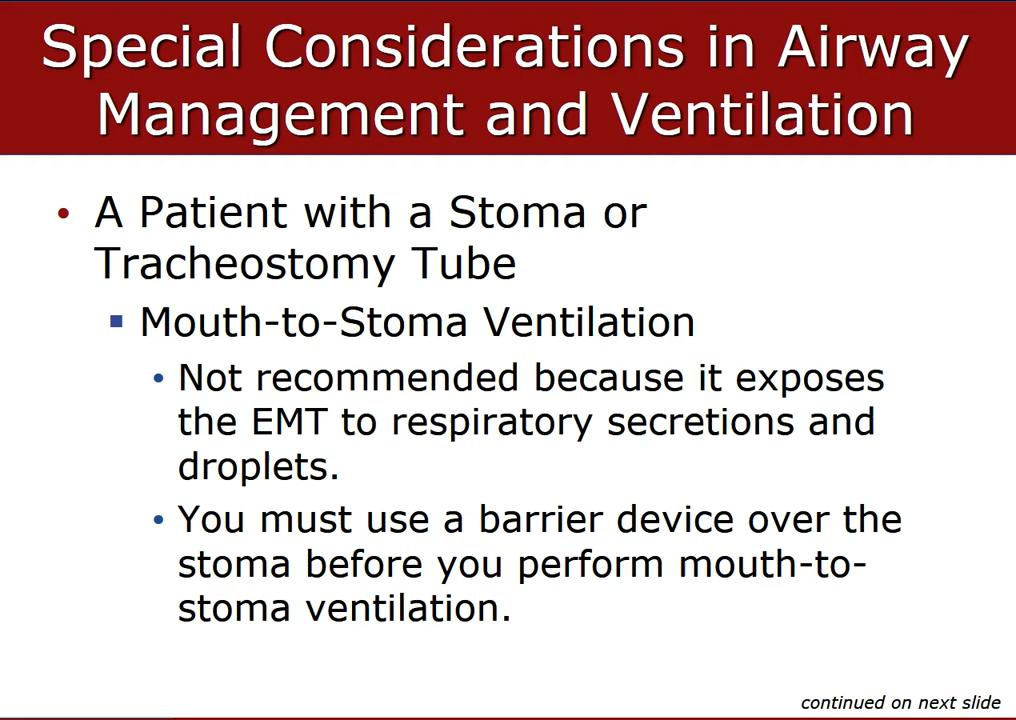 Special Considerations in Airway
Management and Ventilation
• A Patient with a Stoma or
Tracheostomy Tube
▪ Mouth-to-Stoma Ventilation
• Not recommended because it exposes
the EMT to respiratory secretions and
droplets.
• You must use a barrier device over the
stoma before you perform mouth-to-
stoma ventilation.
continued on next slide